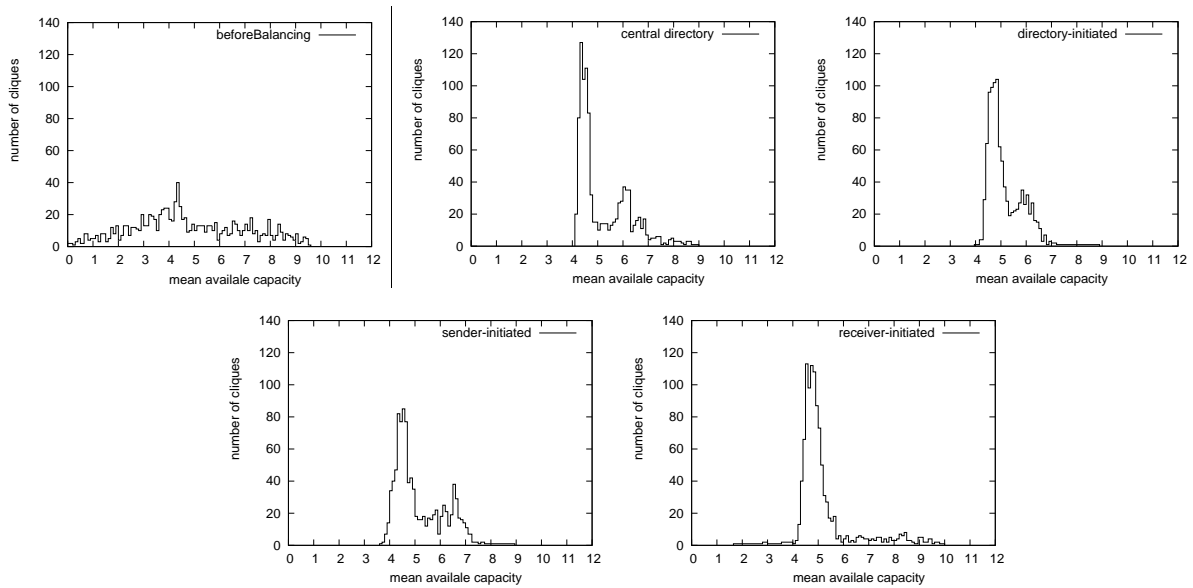 140
120
100
80
60
40
20
0
number of cliques
beforeBalancing
0 1 2 3 4 5 6 7 8 9 10 11 12
mean availale capacity
140
120
100
80
60
40
20
0
number of cliques
central directory
0 1 2 3 4 5 6 7 8 9 10 11 12
mean availale capacity
140
120
100
80
60
40
20
0
number of cliques
directory-initiated
0 1 2 3 4 5 6 7 8 9 10 11 12
mean availale capacity
140
120
100
80
60
40
20
0
number of cliques
sender-initiated
0 1 2 3 4 5 6 7 8 9 10 11 12
mean availale capacity
140
120
100
80
60
40
20
0
number of cliques
receiver-initiated
0 1 2 3 4 5 6 7 8 9 10 11 12
mean availale capacity